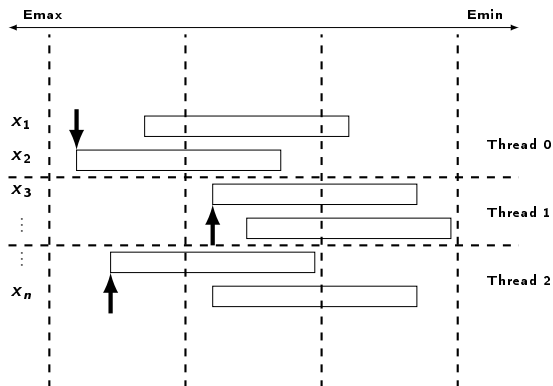 Emax Emin
x1
Thread 0
x2
x3
Thread 1
⋮
⋮
Thread 2
xn